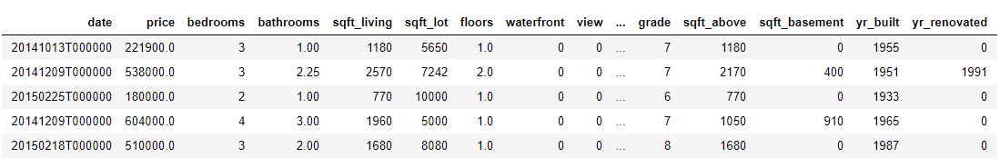 date price bedrooms bathrooms sqft_living sqft_lot floors waterfront view ... grade sqft_above sqft_basement yr_built yr_renovated
20141013T000000 221900.0 3 1.00 1180 5650 1.0 0 0 ... 7 1180 0 1955 0
20141209T000000 538000.0 3 2.25 2570 7242 2.0 0 0 ... 7 2170 400 1951 1991
20150225T000000 180000.0 2 1.00 770 10000 1.0 0 0 ... 6 770 0 1933 0
20141209T000000 604000.0 4 3.00 1960 5000 1.0 0 0 ... 7 1050 910 1965 0
20150218T000000 510000.0 3 2.00 1680 8080 1.0 0 0 ... 8 1680 0 1987 0